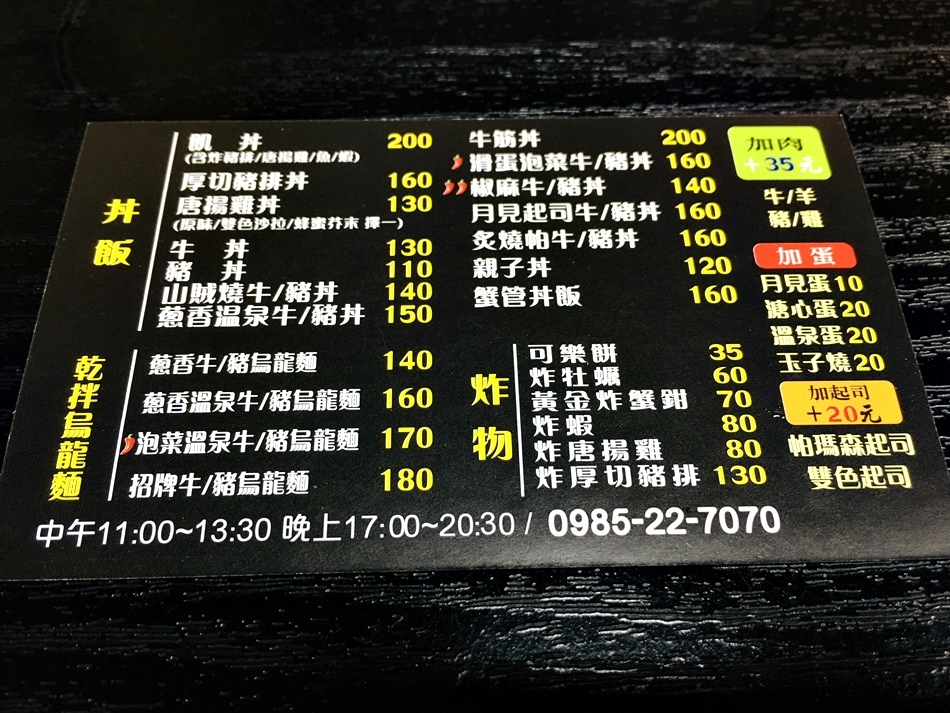 丼飯
凱 丼 200
(含炸豬排/唐揚雞/魚/蝦)
厚切豬排丼 160
唐揚雞丼 130
(原味/雙色沙拉/蜂蜜芥末 擇一)
牛 丼 130
豬 丼 110
山賊燒牛/豬丼 140
蔥香溫泉牛/豬丼 150
牛筋丼 200
滑蛋泡菜牛/豬丼 160
椒麻牛/豬丼 140
月見起司牛/豬丼 160
炙燒帕牛/豬丼 160
親子丼 120
蟹管丼飯 160
乾拌烏龍麵
蔥香牛/豬烏龍麵 140
蔥香溫泉牛/豬烏龍麵 160
泡菜溫泉牛/豬烏龍麵 170
招牌牛/豬烏龍麵 180
炸物
可樂餅 35
炸牡蠣 60
黃金炸蟹鉗 70
炸蝦 80
炸唐揚雞 80
炸厚切豬排 130
加肉
+35元
牛/羊
豬/雞
加蛋
月見蛋10
溏心蛋20
溫泉蛋20
玉子燒20
加起司
+20元
帕瑪森起司
雙色起司
中午11:00~13:30 晚上17:00~20:30 / 0985-22-7070